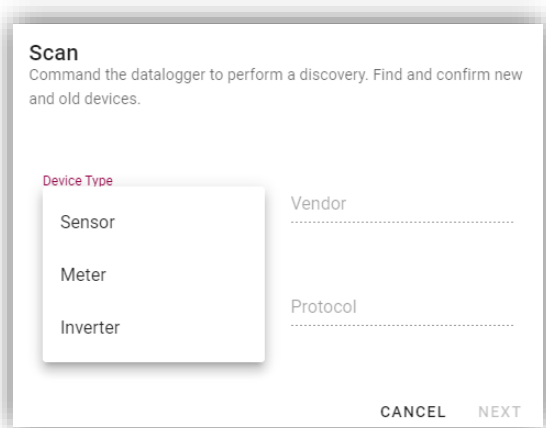 Scan
Command the datalogger to perform a discovery. Find and confirm new
and old devices.
Device Type
Sensor
Vendor
Meter
Inverter
Protocol
CANCEL NEXT